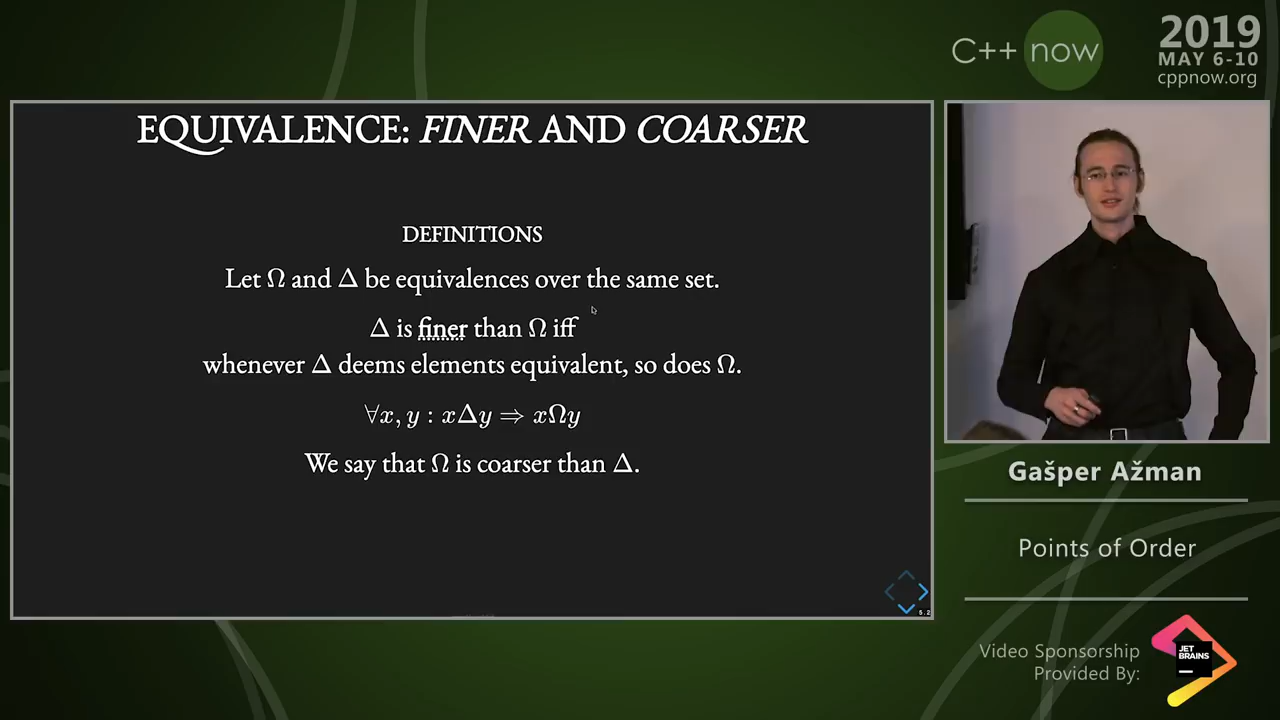 C++ now
2019
MAY 6-10
cppnow.org
EQUIVALENCE: FINER AND COARSER
DEFINITIONS
Let Ω and Δ be equivalences over the same set.
Δ is finer than Ω iff
whenever Δ deems elements equivalent, so does Ω.
∀x, y : xΔy ⇒ xΩy
We say that Ω is coarser than Δ.
5.2
Gašper Ažman
Points of Order
Video Sponsorship
Provided By:
JET
BRAINS